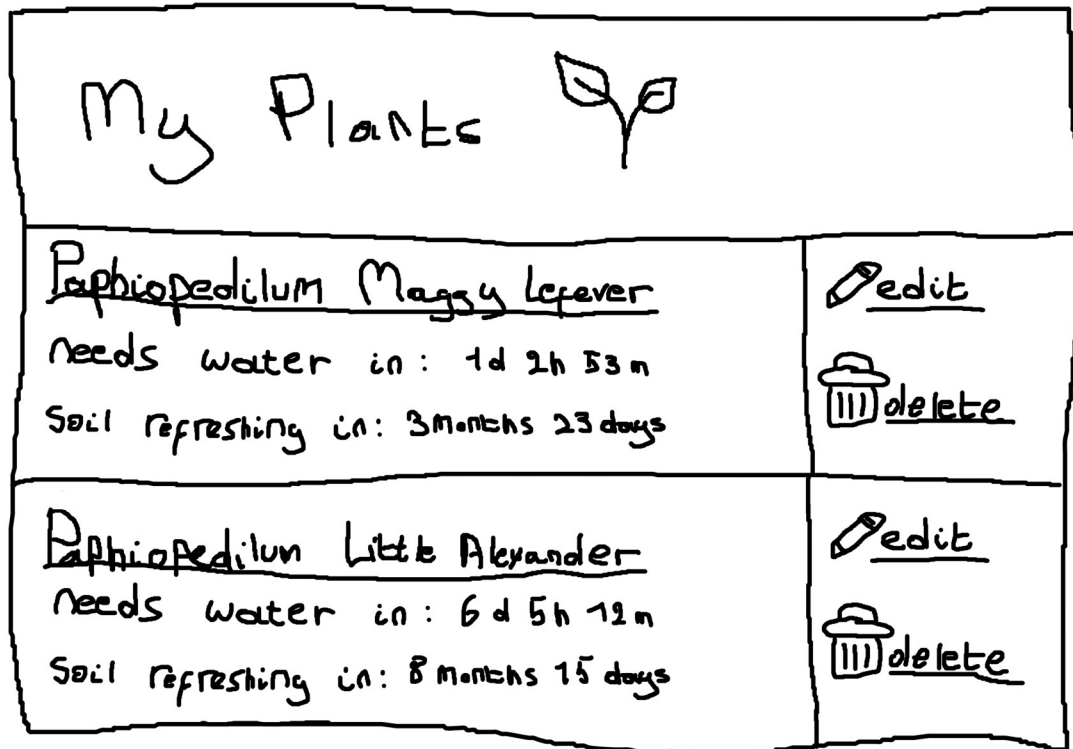 My Plants
Paphiopedilum Maggy Lefever
edit
needs water in: 1d 2h 53m
delete
Soil refreshing in: 3 Months 23 days
Paphiopedilum Little Alexander
edit
needs water in: 6d 5h 12m
delete
Soil refreshing in: 8 Months 15 days